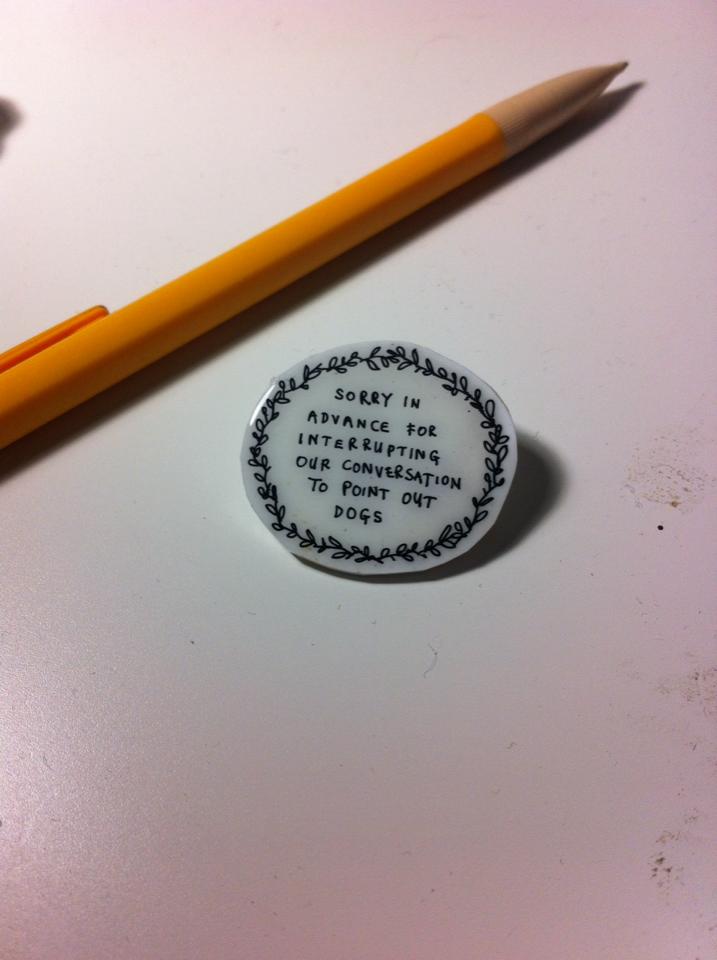 SORRY IN
ADVANCE FOR
INTERRUPTING
OUR CONVERSATION
TO POINT OUT
DOGS